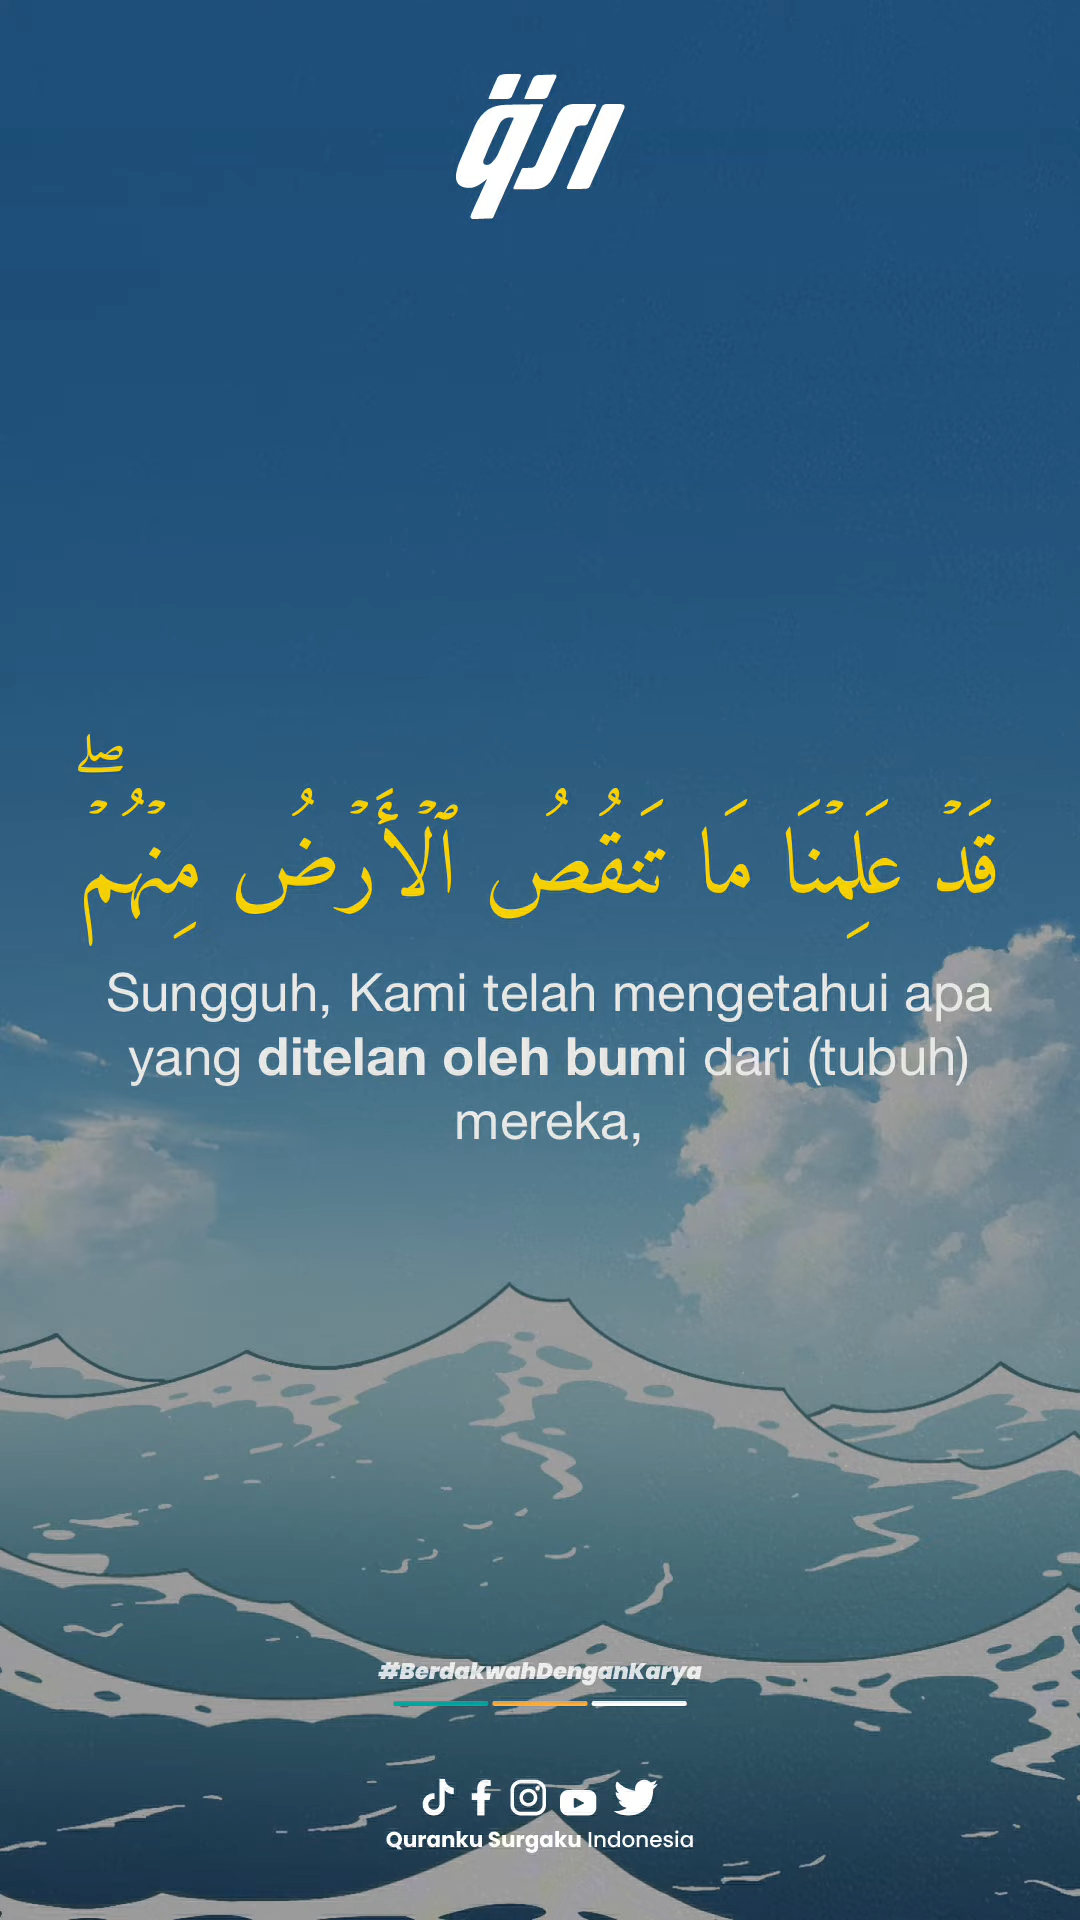 قَدۡ عَلِمۡنَا مَا تَنقُصُ ٱلۡأَرۡضُ مِنۡهُمۡۖ
Sungguh, Kami telah mengetahui apa
yang ditelan oleh bumi dari (tubuh)
mereka,
#BerdakwahDenganKarya
Quranku Surgaku Indonesia